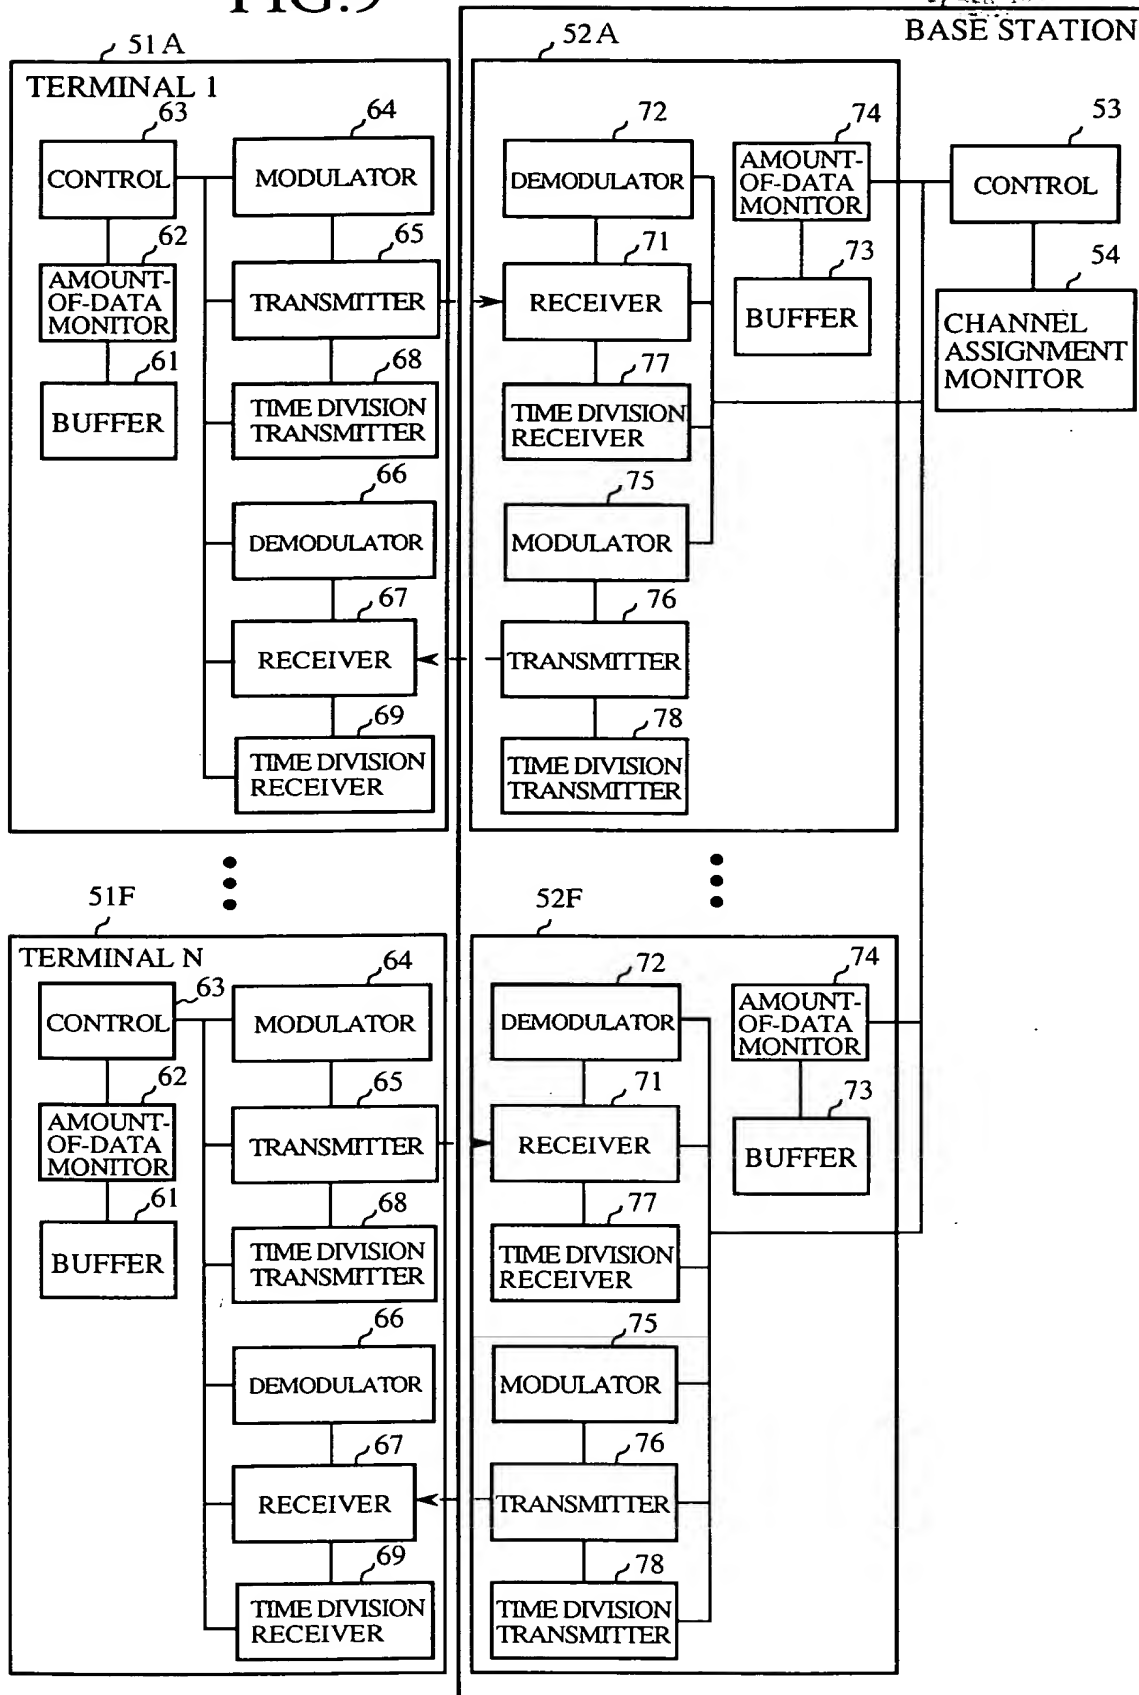 FIG.9
BASE STATION
51A
TERMINAL 1
63
CONTROL
62
AMOUNT-
OF-DATA
MONITOR
61
BUFFER
64
MODULATOR
65
TRANSMITTER
68
TIME DIVISION
TRANSMITTER
66
DEMODULATOR
67
RECEIVER
69
TIME DIVISION
RECEIVER
52A
72
DEMODULATOR
71
RECEIVER
77
TIME DIVISION
RECEIVER
75
MODULATOR
76
TRANSMITTER
78
TIME DIVISION
TRANSMITTER
74
AMOUNT-
OF-DATA
MONITOR
73
BUFFER
53
CONTROL
54
CHANNEL
ASSIGNMENT
MONITOR
51F
TERMINAL N
63
CONTROL
62
AMOUNT-
OF-DATA
MONITOR
61
BUFFER
64
MODULATOR
65
TRANSMITTER
68
TIME DIVISION
TRANSMITTER
66
DEMODULATOR
67
RECEIVER
69
TIME DIVISION
RECEIVER
52F
72
DEMODULATOR
71
RECEIVER
77
TIME DIVISION
RECEIVER
75
MODULATOR
76
TRANSMITTER
78
TIME DIVISION
TRANSMITTER
74
AMOUNT-
OF-DATA
MONITOR
73
BUFFER